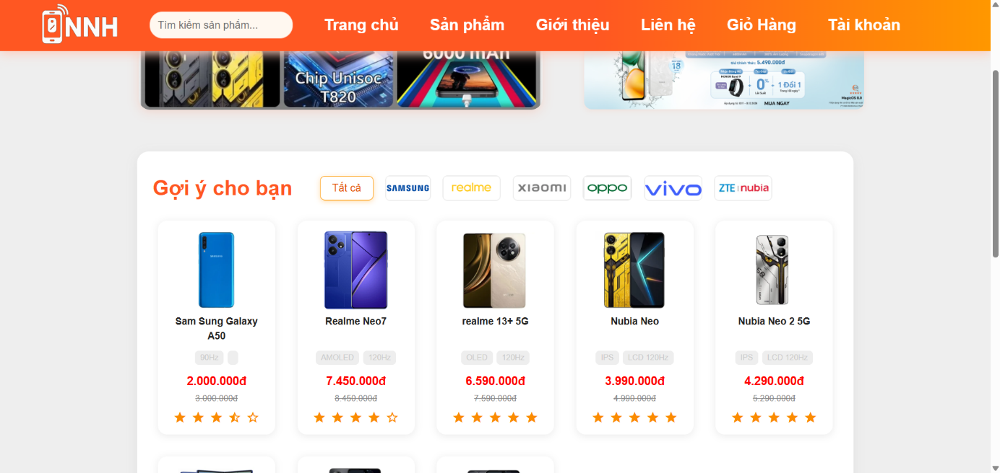 NNH
Tìm kiếm sản phẩm...
Trang chủ
Sản phẩm
Giới thiệu
Liên hệ
Giỏ Hàng
Tài khoản
6000 mAh
Chip Unisoc
T820
18
Giá Chính Thức: 5.490.000đ
0%
1 Đổi 1
MUA NGAY
MagicOS 8.0
Gợi ý cho bạn
Tất cả
SAMSUNG
realme
xiaomi
oppo
vivo
ZTE nubia
Sam Sung Galaxy
A50
90Hz
2.000.000đ
3.000.000đ
Realme Neo7
AMOLED
120Hz
7.450.000đ
8.450.000đ
realme 13+ 5G
OLED
120Hz
6.590.000đ
7.590.000đ
Nubia Neo
IPS
LCD 120Hz
3.990.000đ
4.990.000đ
Nubia Neo 2 5G
IPS
LCD 120Hz
4.290.000đ
5.290.000đ